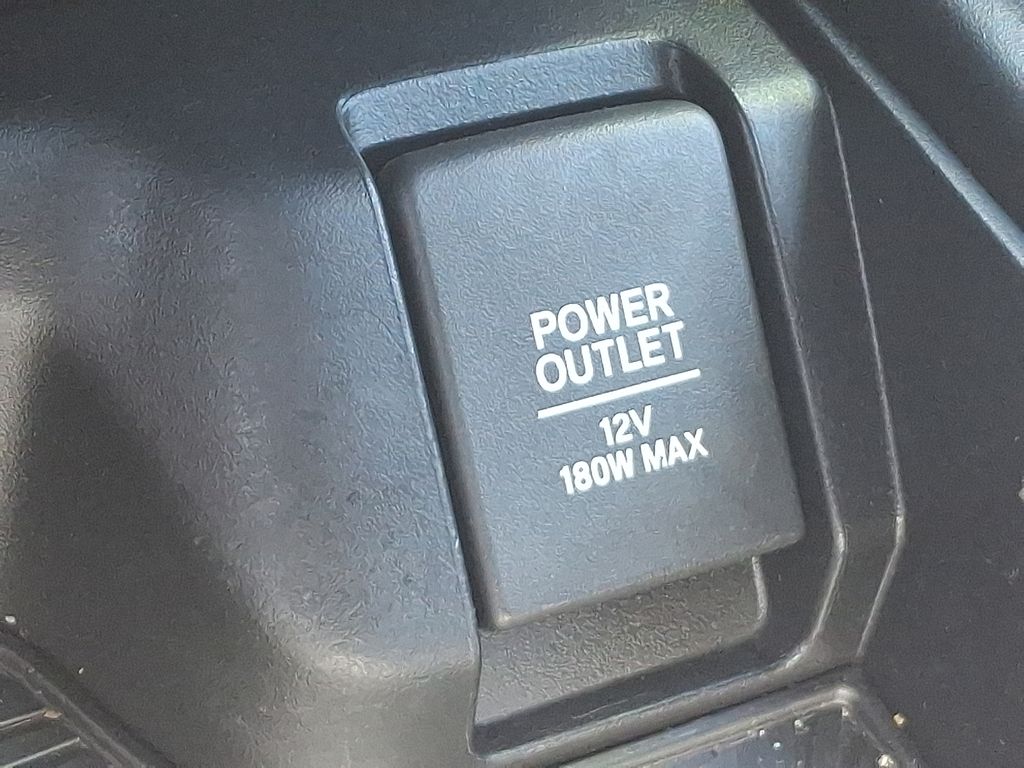 POWER
OUTLET
12V
180W MAX